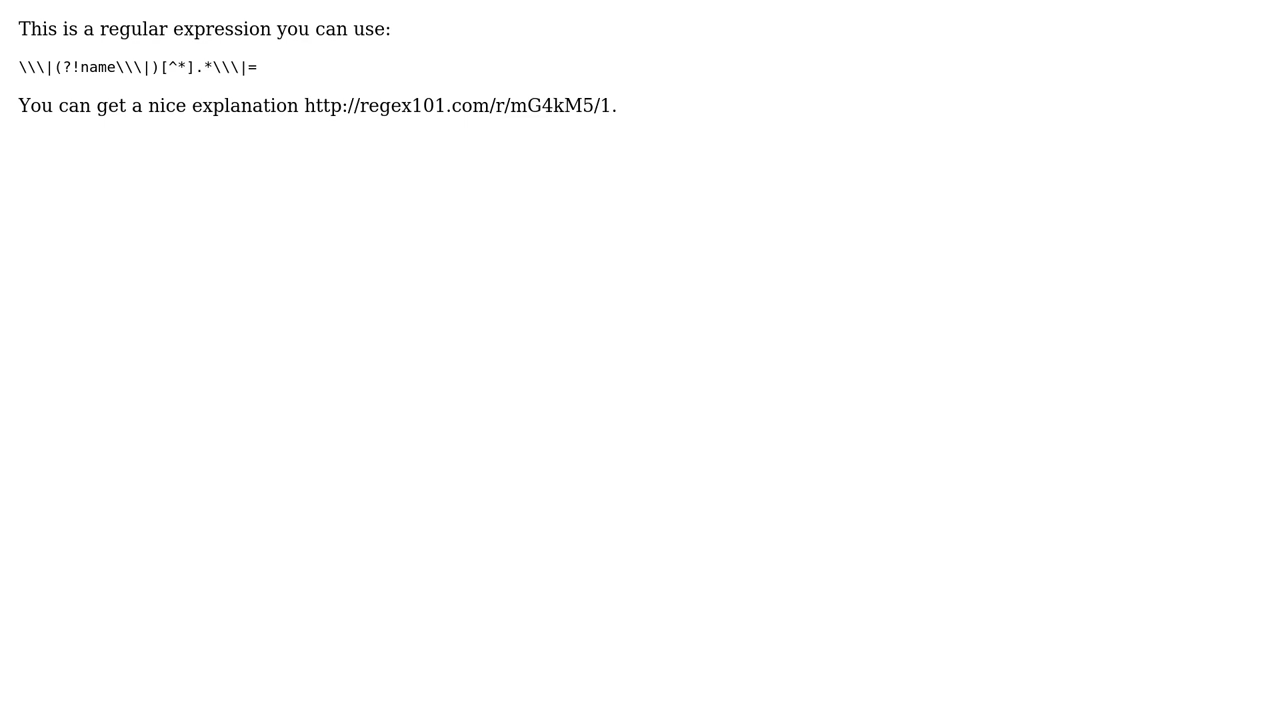 This is a regular expression you can use:
\\\|(?!name\\\|)[^*].*\\\|=
You can get a nice explanation http://regex101.com/r/mG4kM5/1.